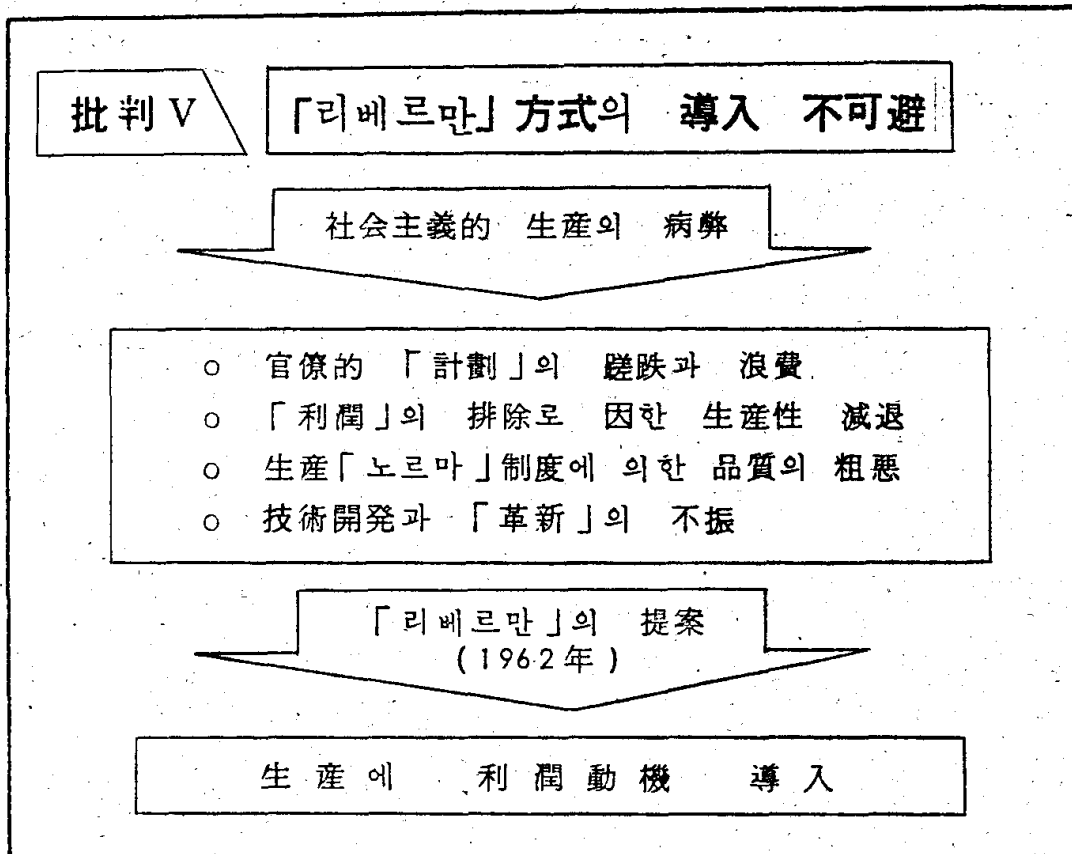 批判 V
「리베르만」方式의 導入 不可避
社会主義的 生産의 病弊
○ 官僚的 「計劃」의 蹉跌과 浪費
○ 「利潤」의 排除로 因한 生産性 減退
○ 生産「노르마」制度에 의한 品質의 粗悪
○ 技術開発과 「革新」의 不振
「리베르만」의 提案
(1962年)
生産에 利潤動機 導入